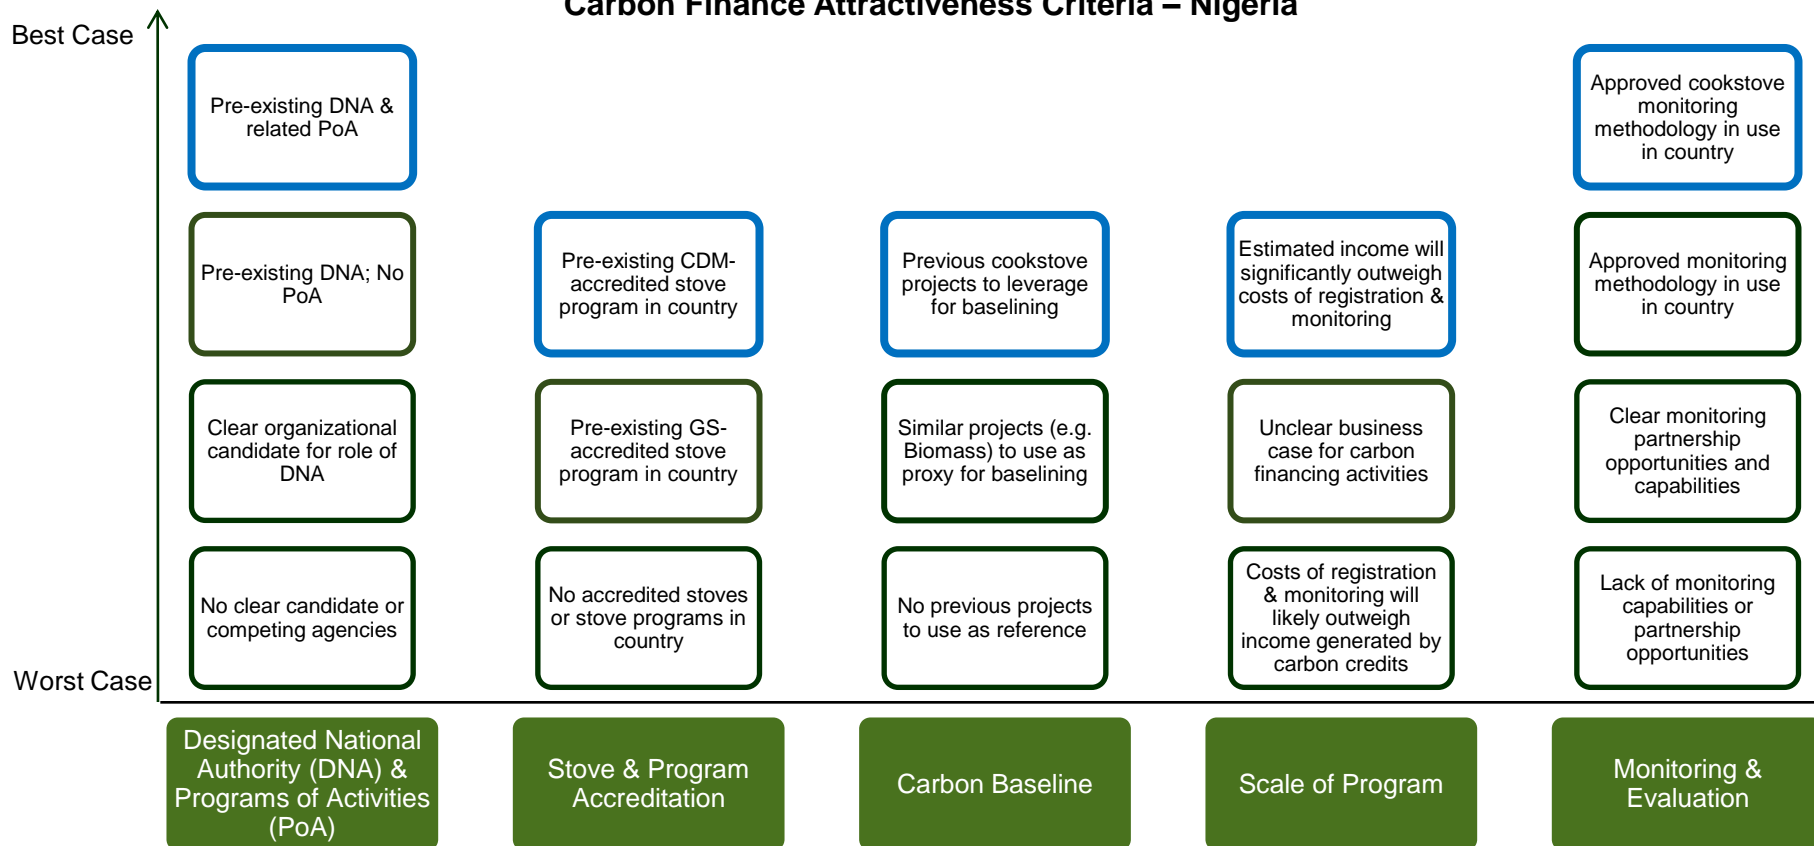 Carbon Finance Attractiveness Criteria – Nigeria
Best Case
Pre-existing DNA &
related PoA
Approved cookstove
monitoring
methodology in use
in country
Pre-existing DNA; No
PoA
Pre-existing CDM-
accredited stove
program in country
Previous cookstove
projects to leverage
for baselining
Estimated income will
significantly outweigh
costs of registration &
monitoring
Approved monitoring
methodology in use
in country
Clear organizational
candidate for role of
DNA
Pre-existing GS-
accredited stove
program in country
Similar projects (e.g.
Biomass) to use as
proxy for baselining
Unclear business
case for carbon
financing activities
Clear monitoring
partnership
opportunities and
capabilities
No clear candidate or
competing agencies
No accredited stoves
or stove programs in
country
No previous projects
to use as reference
Costs of registration
& monitoring will
likely outweigh
income generated by
carbon credits
Lack of monitoring
capabilities or
partnership
opportunities
Worst Case
Designated National
Authority (DNA) &
Programs of Activities
(PoA)
Stove & Program
Accreditation
Carbon Baseline
Scale of Program
Monitoring &
Evaluation